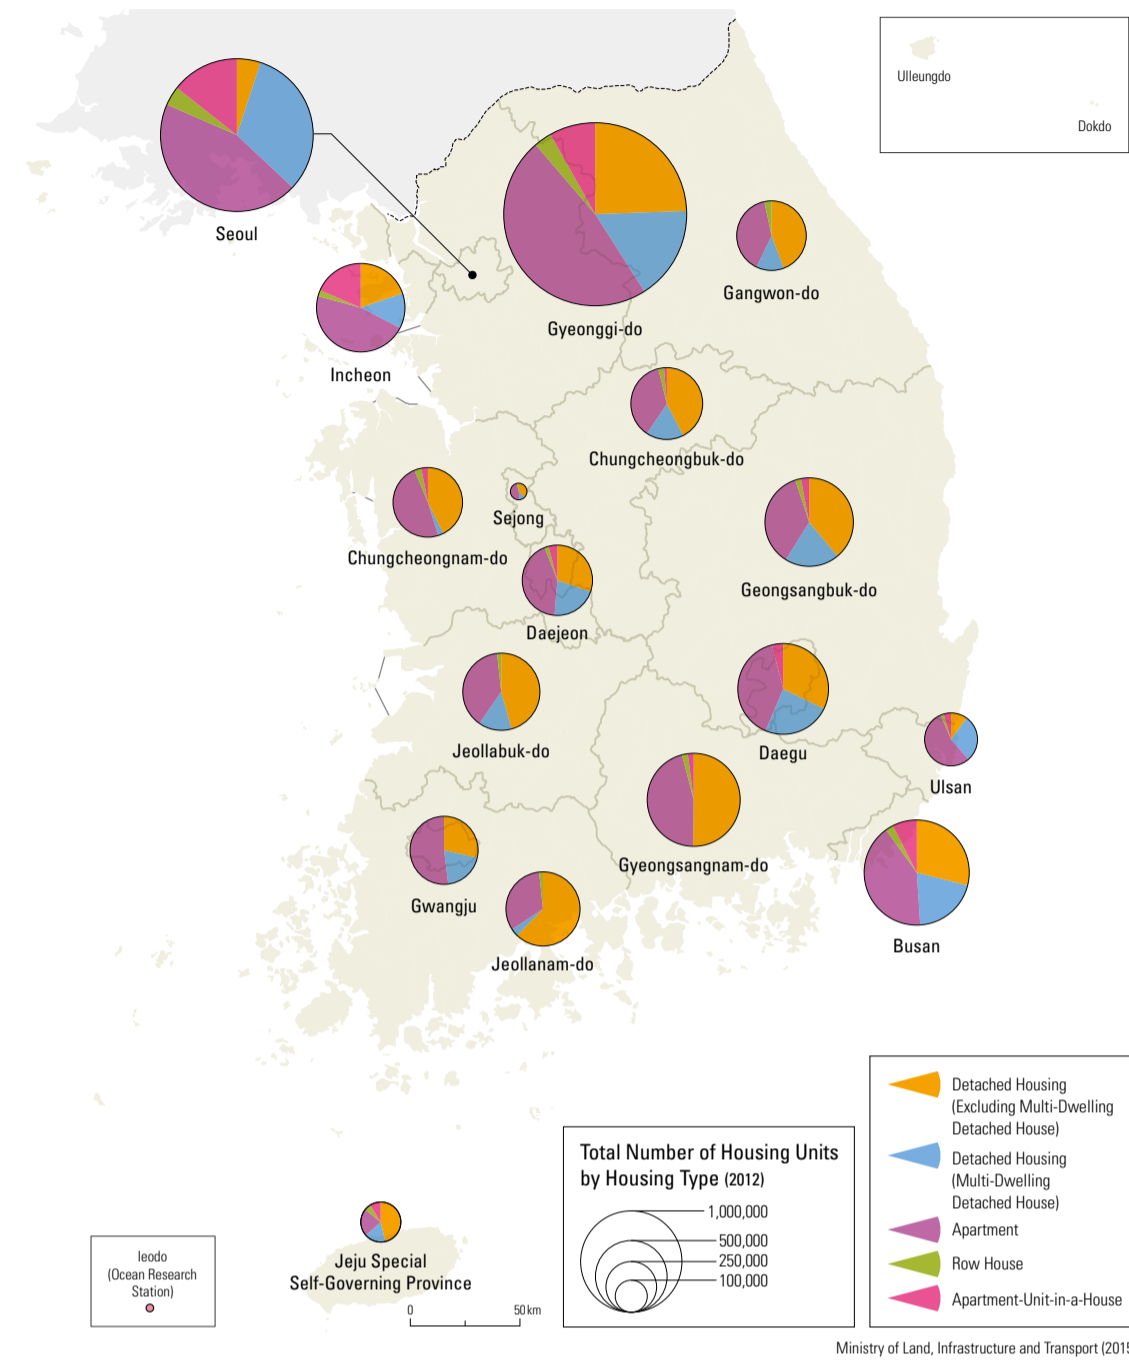 Ulleungdo
Dokdo
Seoul
Gyeonggi-do
Gangwon-do
Incheon
Chungcheongbuk-do
Sejong
Chungcheongnam-do
Geongsangbuk-do
Daejeon
Jeollabuk-do
Daegu
Ulsan
Gyeongsangnam-do
Gwangju
Busan
Jeollanam-do
Detached Housing
(Excluding Multi-Dwelling
Detached House)
Detached Housing
(Multi-Dwelling
Detached House)
Apartment
Row House
Apartment-Unit-in-a-House
Total Number of Housing Units
by Housing Type (2012)
1,000,000
500,000
250,000
100,000
Jeju Special
Self-Governing Province
Ieodo
(Ocean Research
Station)
0 50 km
Ministry of Land, Infrastructure and Transport (2015